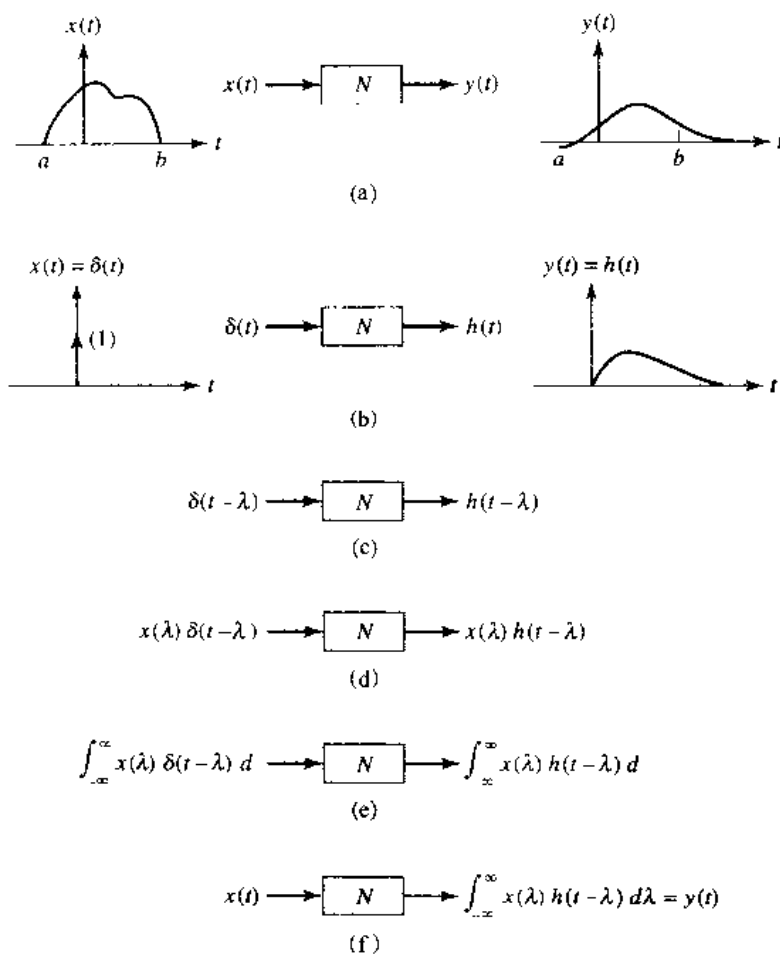 x(t)
x(t) N y(t)
y(t)
a b t
a b t
(a)
x(t) = δ(t)
(1)
t
δ(t) N h(t)
y(t) = h(t)
t
(b)
δ(t - λ) N h(t - λ)
(c)
x(λ) δ(t - λ) N x(λ) h(t - λ)
(d)
∫_{-∞}^{∞} x(λ) δ(t - λ) d N ∫_{-∞}^{∞} x(λ) h(t - λ) d
(e)
x(t) N ∫_{-∞}^{∞} x(λ) h(t - λ) dλ = y(t)
(f)